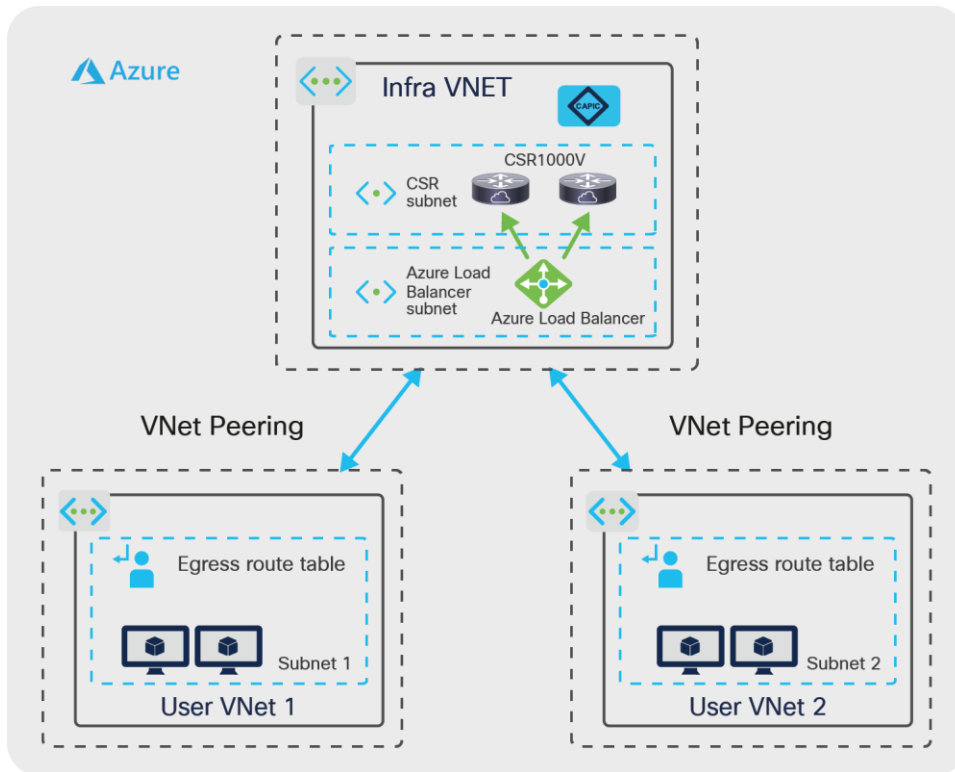 Azure
Infra VNET
CAPIC
CSR1000V
CSR
subnet
Azure Load
Balancer
subnet
Azure Load Balancer
VNet Peering
VNet Peering
Egress route table
Subnet 1
User VNet 1
Egress route table
Subnet 2
User VNet 2